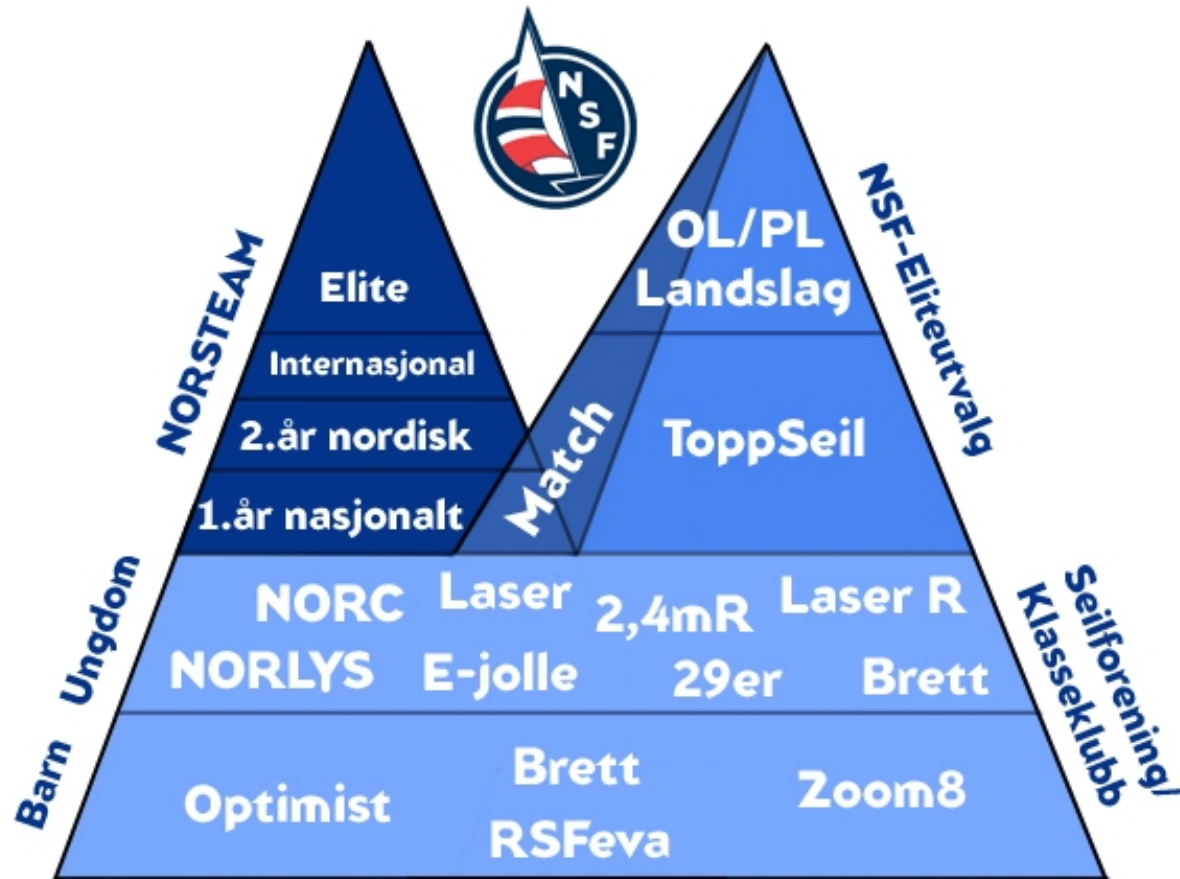 NSF
NORSTEAM
Elite
Internasjonal
2.år nordisk
1.år nasjonalt
Match
OL/PL
Landslag
ToppSeil
NSF-Eliteutvalg
Ungdom
NORC
Laser
2,4mR
Laser R
NORLYS
E-jolle
29er
Brett
Seilforening/
Klasseklubb
Barn
Optimist
Brett
RSFeva
Zoom8